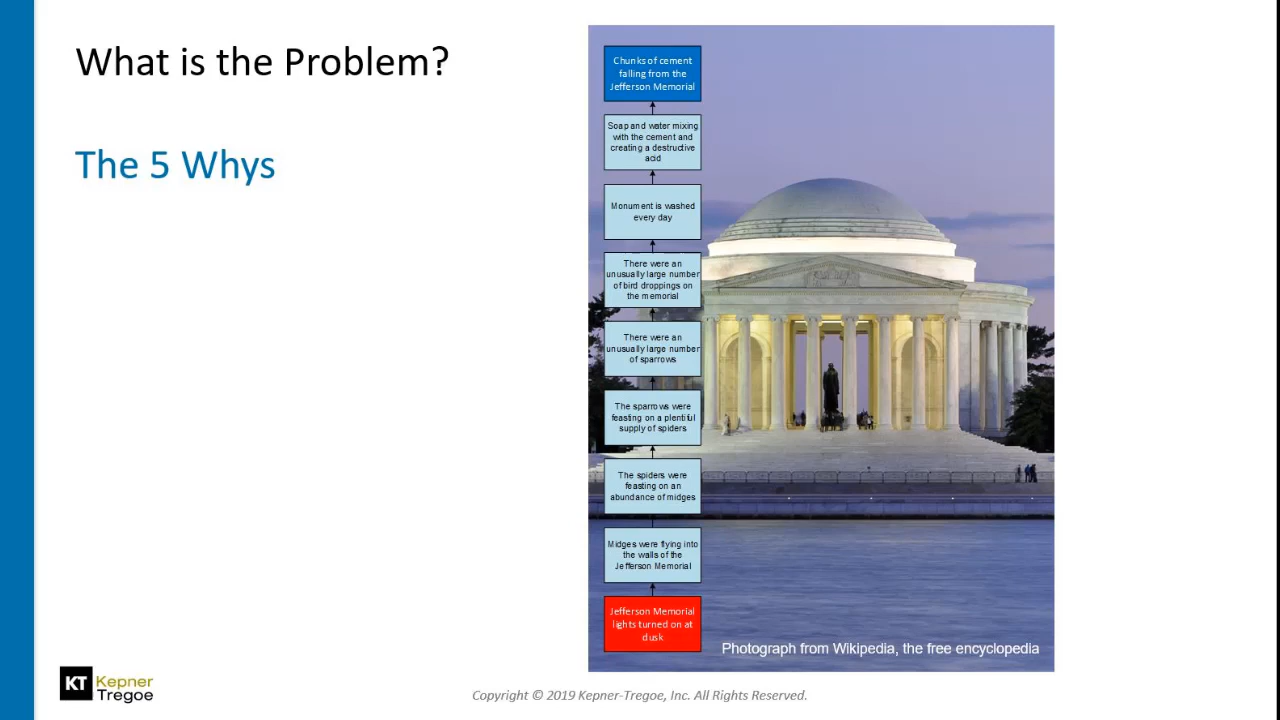 What is the Problem?
The 5 Whys
Chunks of cement
falling from the
Jefferson Memorial
Soap and water mixing
with the cement and
creating a destructive
acid
Monument is washed
every day
There were an
unusually large number
of bird droppings on
the memorial
There were an
unusually large number
of sparrows
The sparrows were
feasting on a plentiful
supply of spiders
The spiders were
feasting on an
abundance of midges
Midges were flying into
the walls of the
Jefferson Memorial
Jefferson Memorial
lights turned on at
dusk
Photograph from Wikipedia, the free encyclopedia
KT Kepner
Tregoe
Copyright © 2019 Kepner-Tregoe, Inc. All Rights Reserved.